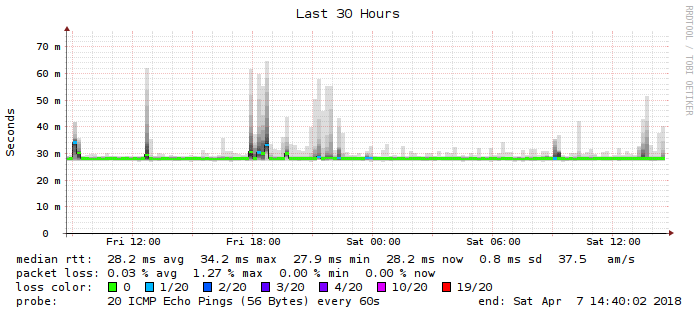 Last 30 Hours
RRDTOOL / TOBI OETIKER
Seconds
70 m
60 m
50 m
40 m
30 m
20 m
10 m
0
Fri 12:00 Fri 18:00 Sat 00:00 Sat 06:00 Sat 12:00
median rtt: 28.2 ms avg 34.2 ms max 27.9 ms min 28.2 ms now 0.8 ms sd 37.5 am/s
packet loss: 0.03 % avg 1.27 % max 0.00 % min 0.00 % now
loss color: 0 1/20 2/20 3/20 4/20 10/20 19/20
probe: 20 ICMP Echo Pings (56 Bytes) every 60s end: Sat Apr 7 14:40:02 2018